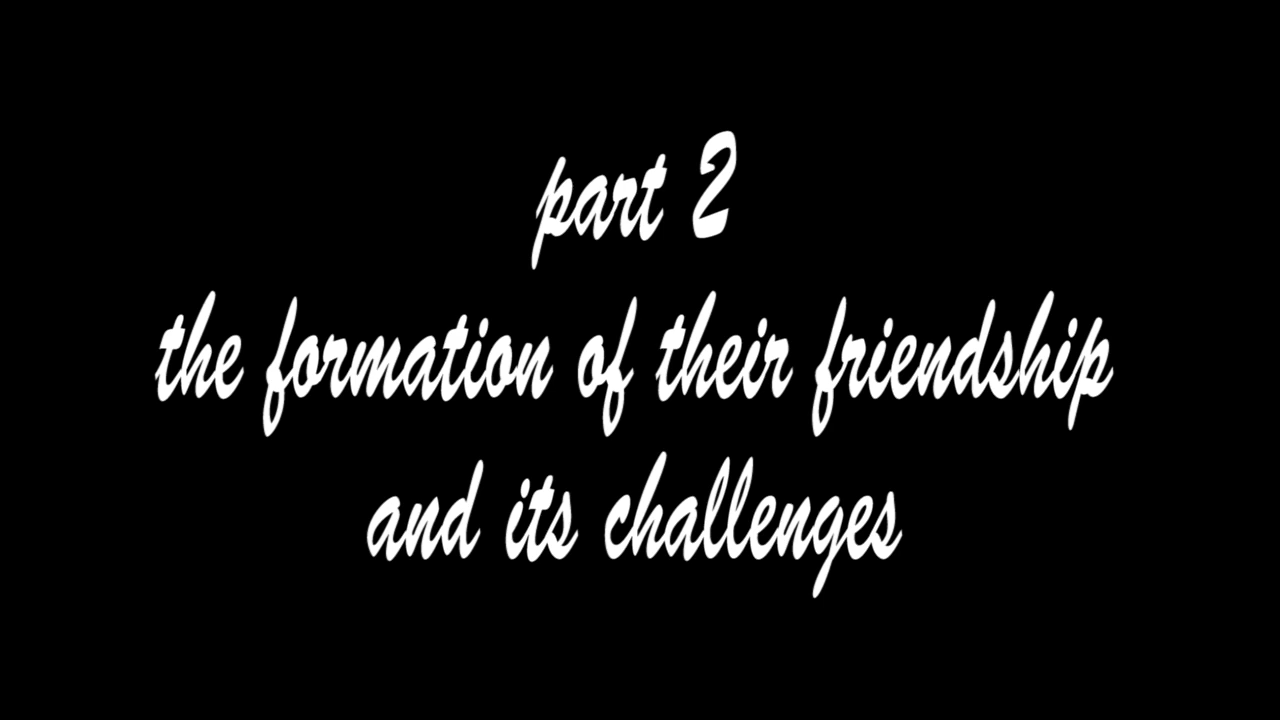 part 2
the formation of their friendship
and its challenges